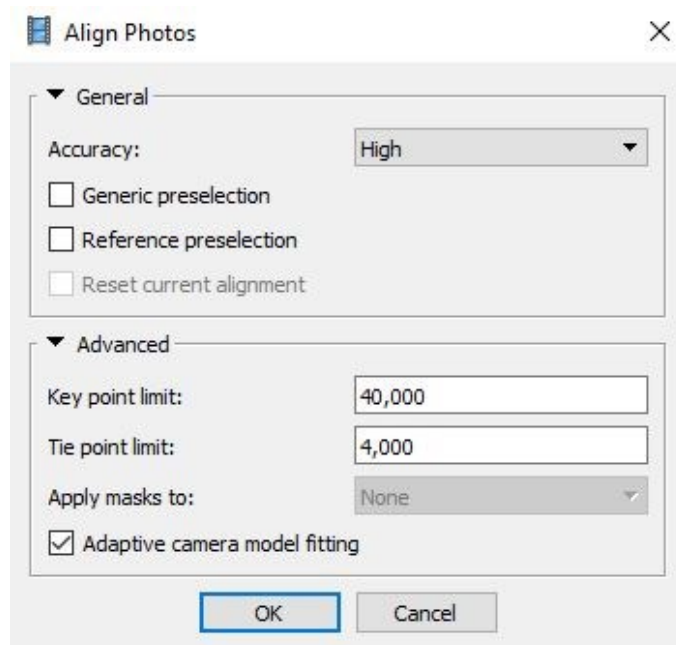 Align Photos
General
Accuracy: High
Generic preselection
Reference preselection
Reset current alignment
Advanced
Key point limit: 40,000
Tie point limit: 4,000
Apply masks to: None
Adaptive camera model fitting
OK Cancel